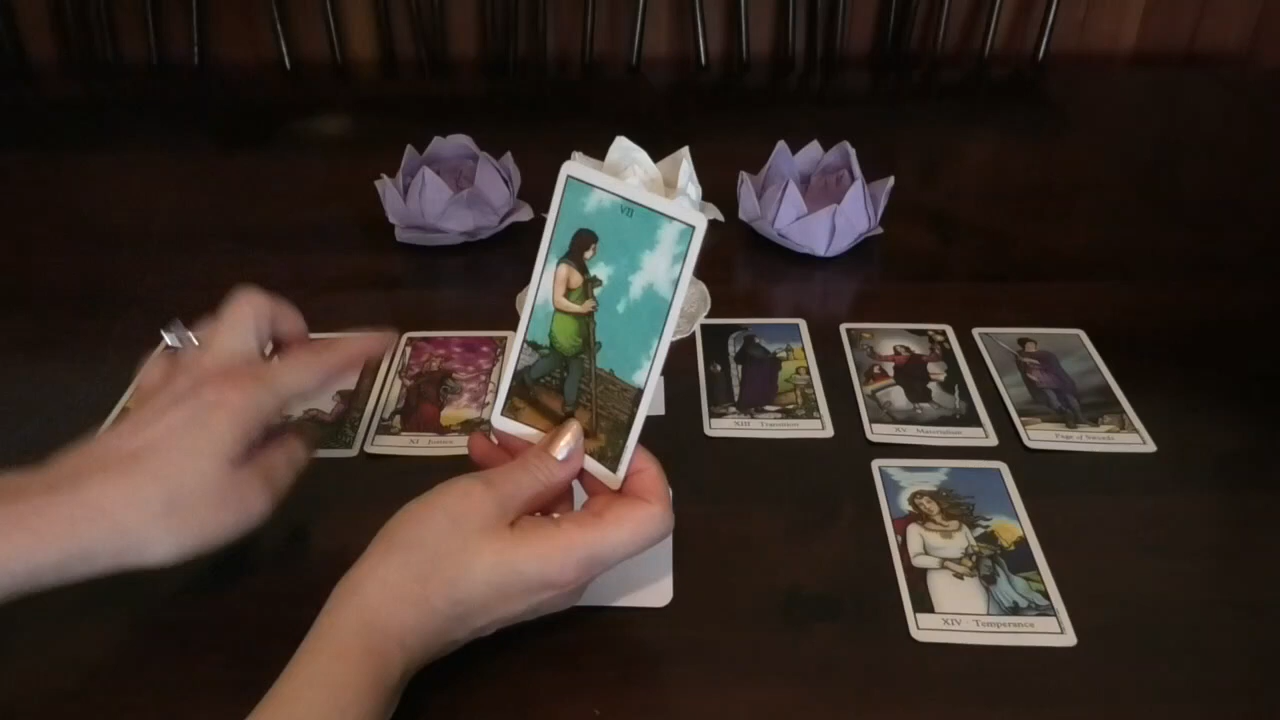 VII
XI Justice
XIII Transition
XV Materialism
Page of Swords
XIV Temperance